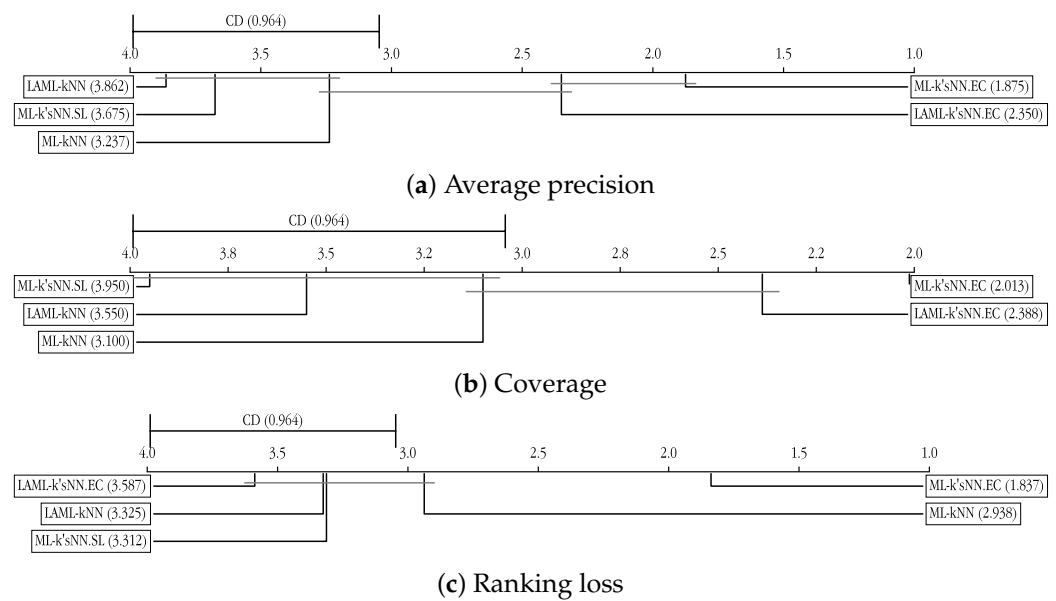 CD (0.964)
4.0 3.5 3.0 2.5 2.0 1.5 1.0
LAML-kNN (3.862) ML-k'sNN.EC (1.875)
ML-k'sNN.SL (3.675) LAML-k'sNN.EC (2.350)
ML-kNN (3.237)
(a) Average precision
CD (0.964)
4.0 3.8 3.5 3.2 3.0 2.8 2.5 2.2 2.0
ML-k'sNN.SL (3.950) ML-k'sNN.EC (2.013)
LAML-kNN (3.550) LAML-k'sNN.EC (2.388)
ML-kNN (3.100)
(b) Coverage
CD (0.964)
4.0 3.5 3.0 2.5 2.0 1.5 1.0
LAML-k'sNN.EC (3.587) ML-k'sNN.EC (1.837)
LAML-kNN (3.325) ML-kNN (2.938)
ML-k'sNN.SL (3.312)
(c) Ranking loss